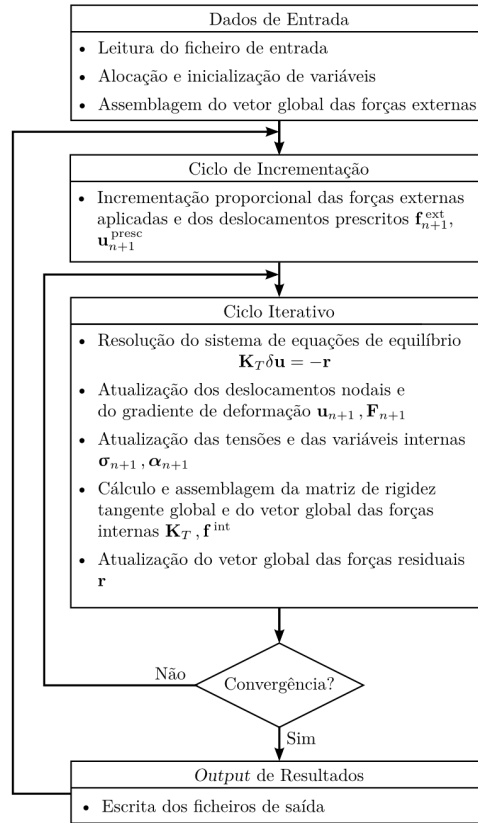 Dados de Entrada
• Leitura do ficheiro de entrada
• Alocação e inicialização de variáveis
• Assemblagem do vetor global das forças externas
Ciclo de Incrementação
• Incrementação proporcional das forças externas
aplicadas e dos deslocamentos prescritos f_{n+1}^{ext},
u_{n+1}^{presc}
Ciclo Iterativo
• Resolução do sistema de equações de equilíbrio
K_T δu = −r
• Atualização dos deslocamentos nodais e
do gradiente de deformação u_{n+1}, F_{n+1}
• Atualização das tensões e das variáveis internas
σ_{n+1}, α_{n+1}
• Cálculo e assemblagem da matriz de rigidez
tangente global e do vetor global das forças
internas K_T, f^{int}
• Atualização do vetor global das forças residuais
r
Não
Convergência?
Sim
Output de Resultados
• Escrita dos ficheiros de saída